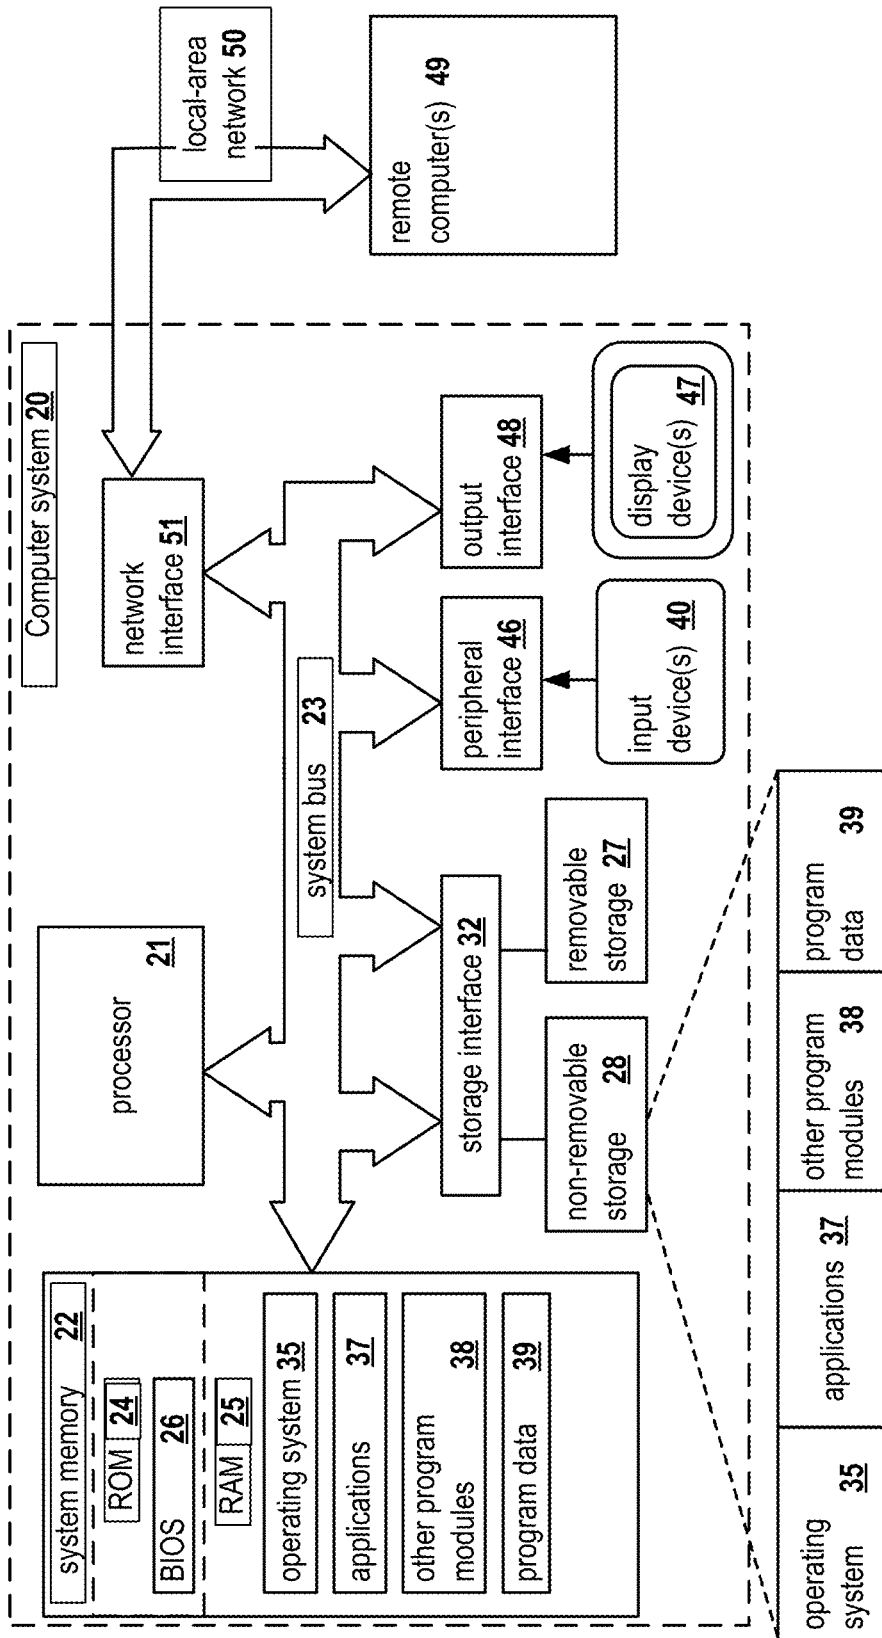 Computer system 20
system memory 22
ROM 24
BIOS 26
RAM 25
operating system 35
applications 37
other program
modules 38
program data 39
processor
21
system bus 23
network
interface 51
local-area
network 50
remote
computer(s) 49
storage interface 32
peripheral
interface 46
output
interface 48
non-removable
storage 28
removable
storage 27
input
device(s) 40
display
device(s) 47
operating
system 35
applications 37
other program
modules 38
program
data 39